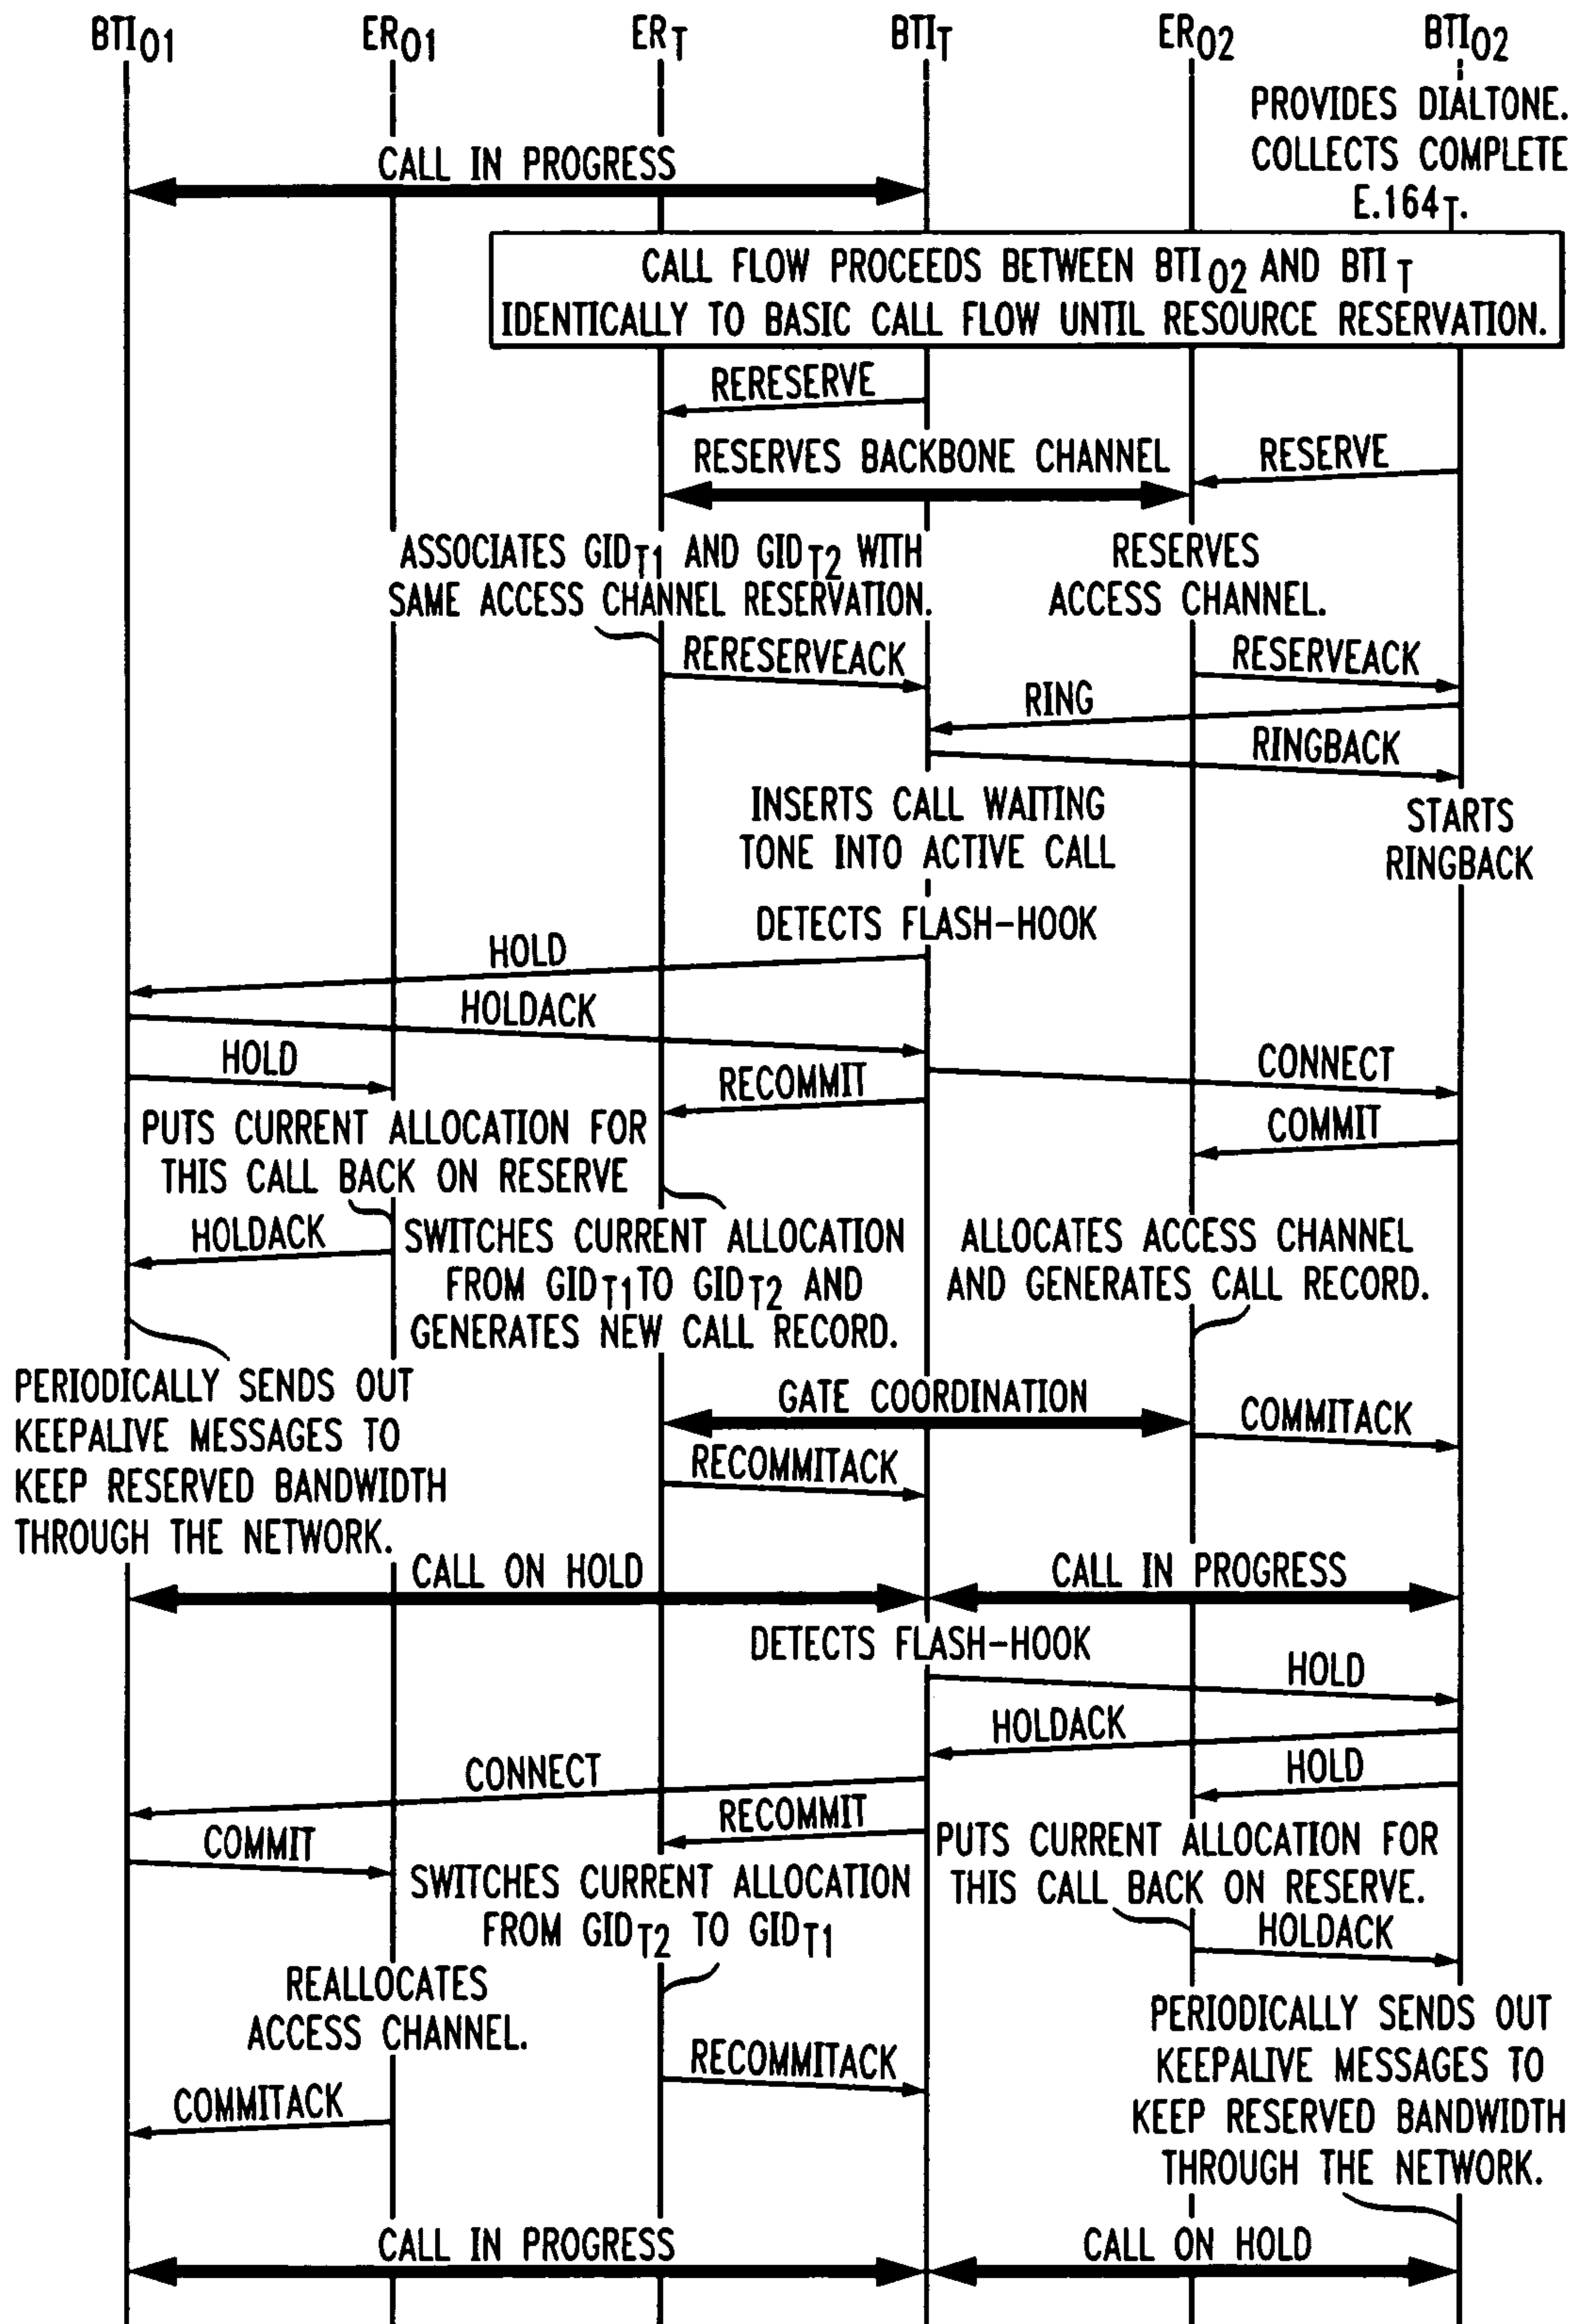 BTI01 ER01 ERT BTIT ER02 BTI02
PROVIDES DIALTONE.
COLLECTS COMPLETE
E.164T.
CALL IN PROGRESS
CALL FLOW PROCEEDS BETWEEN BTI02 AND BTIT
IDENTICALLY TO BASIC CALL FLOW UNTIL RESOURCE RESERVATION.
RERESERVE
RESERVES BACKBONE CHANNEL
RESERVE
ASSOCIATES GIDT1 AND GIDT2 WITH
SAME ACCESS CHANNEL RESERVATION.
RESERVES
ACCESS CHANNEL.
RERESERVEACK
RESERVEACK
RING
RINGBACK
INSERTS CALL WAITING
TONE INTO ACTIVE CALL
STARTS
RINGBACK
DETECTS FLASH-HOOK
HOLD
HOLDACK
HOLD
CONNECT
RECOMMIT
COMMIT
PUTS CURRENT ALLOCATION FOR
THIS CALL BACK ON RESERVE
HOLDACK
SWITCHES CURRENT ALLOCATION
FROM GIDT1 TO GIDT2 AND
GENERATES NEW CALL RECORD.
ALLOCATES ACCESS CHANNEL
AND GENERATES CALL RECORD.
PERIODICALLY SENDS OUT
KEEPALIVE MESSAGES TO
KEEP RESERVED BANDWIDTH
THROUGH THE NETWORK.
GATE COORDINATION
COMMITACK
RECOMMITACK
CALL ON HOLD
CALL IN PROGRESS
DETECTS FLASH-HOOK
HOLD
HOLDACK
HOLD
CONNECT
RECOMMIT
COMMIT
PUTS CURRENT ALLOCATION FOR
THIS CALL BACK ON RESERVE.
SWITCHES CURRENT ALLOCATION
FROM GIDT2 TO GIDT1
HOLDACK
REALLOCATES
ACCESS CHANNEL.
PERIODICALLY SENDS OUT
KEEPALIVE MESSAGES TO
KEEP RESERVED BANDWIDTH
THROUGH THE NETWORK.
RECOMMITACK
COMMITACK
CALL IN PROGRESS
CALL ON HOLD